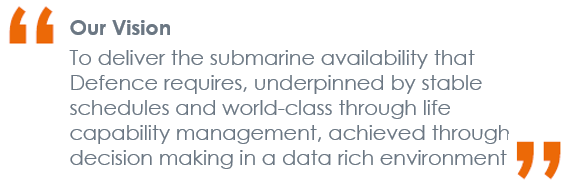 Our Vision
To deliver the submarine availability that
Defence requires, underpinned by stable
schedules and world-class through life
capability management, achieved through
decision making in a data rich environment